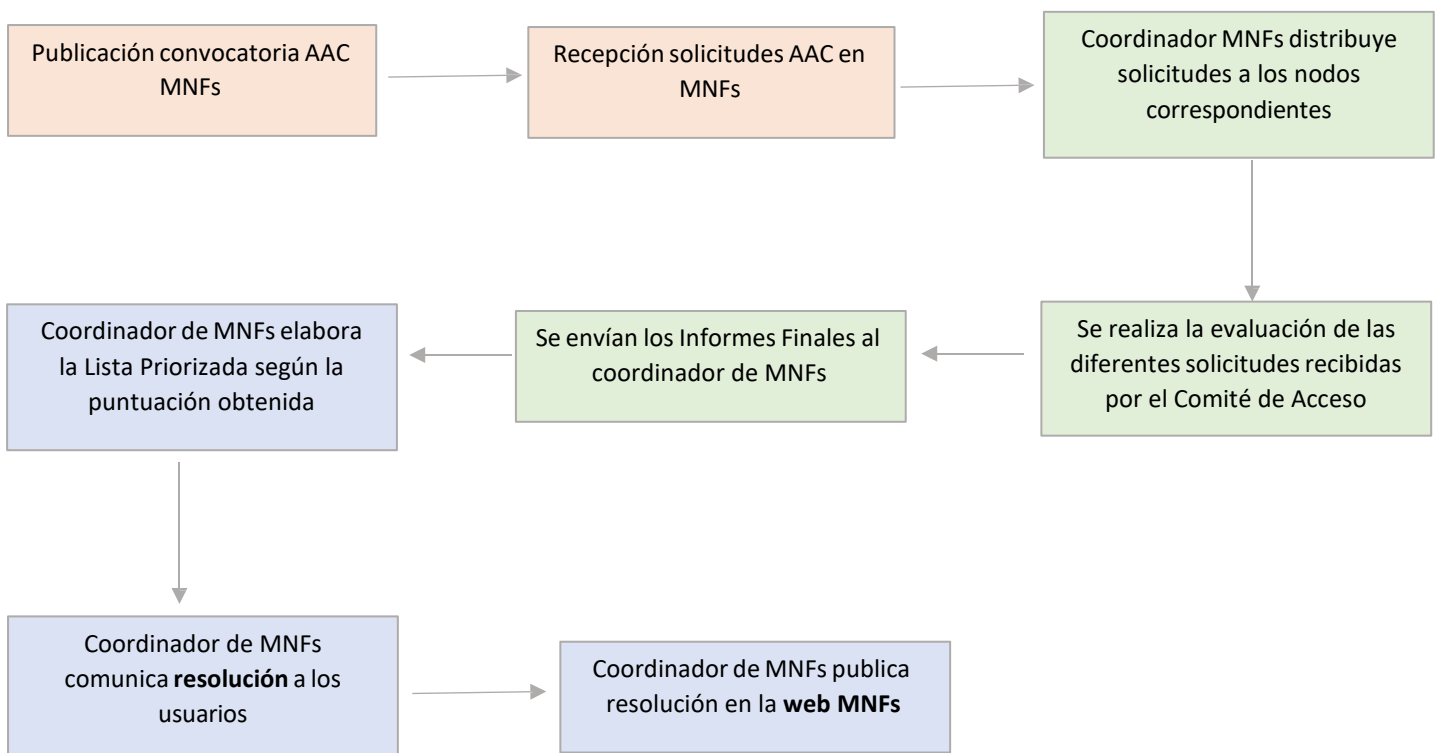 Publicación convocatoria AAC
MNFs
Recepción solicitudes AAC en
MNFs
Coordinador MNFs distribuye
solicitudes a los nodos
correspondientes
Se realiza la evaluación de las
diferentes solicitudes recibidas
por el Comité de Acceso
Se envían los Informes Finales al
coordinador de MNFs
Coordinador de MNFs elabora
la Lista Priorizada según la
puntuación obtenida
Coordinador de MNFs
comunica resolución a los
usuarios
Coordinador de MNFs publica
resolución en la web MNFs